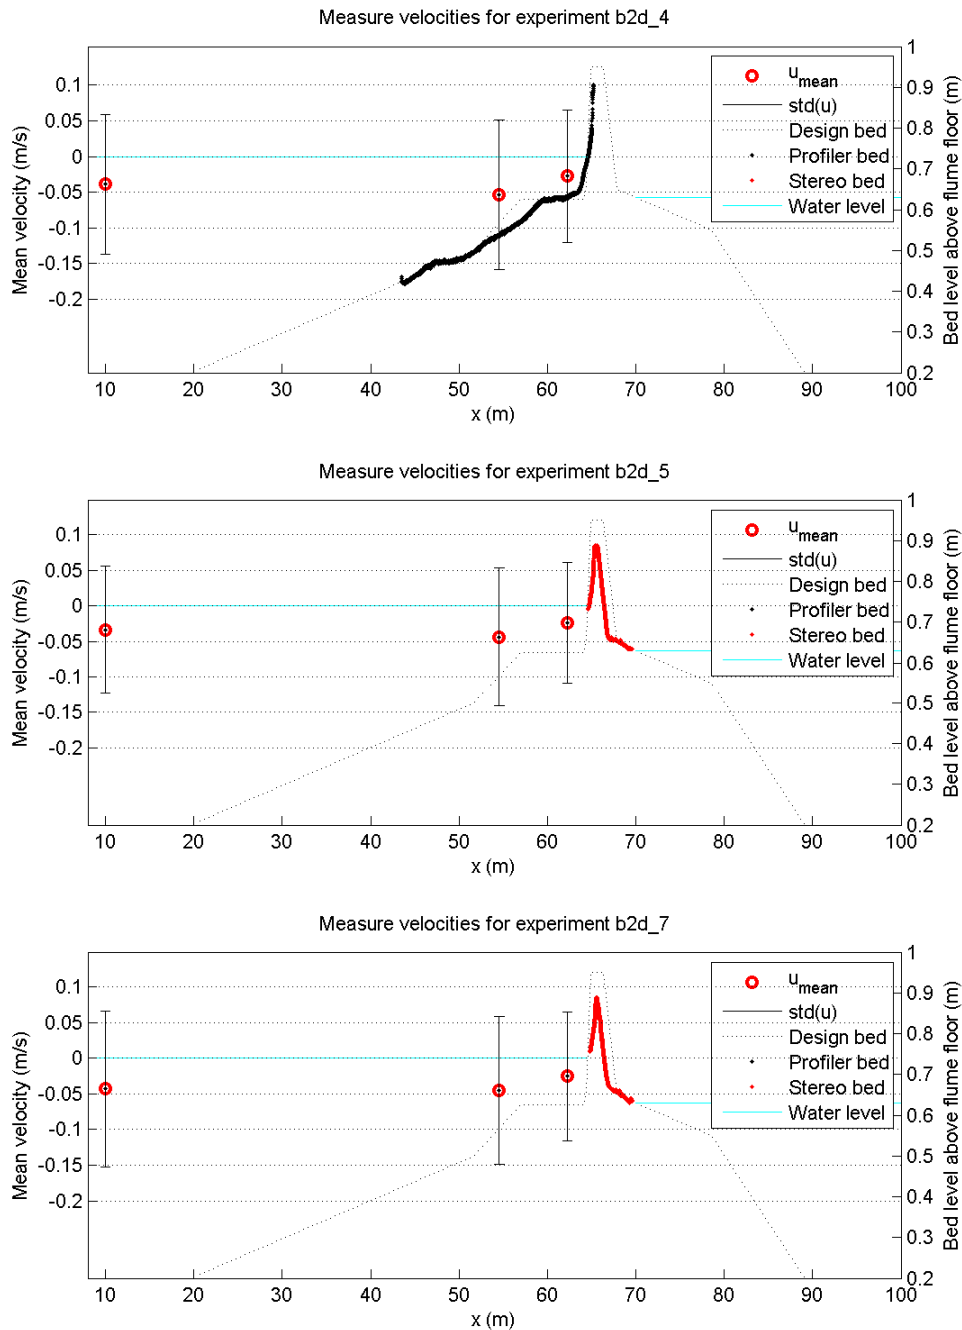 Measure velocities for experiment b2d_4
Mean velocity (m/s)
0.1
0.05
0
-0.05
-0.1
-0.15
-0.2
u_mean
std(u)
Design bed
Profiler bed
Stereo bed
Water level
1
0.9
0.8
0.7
0.6
0.5
0.4
0.3
0.2
Bed level above flume floor (m)
10 20 30 40 50 60 70 80 90 100
x (m)
Measure velocities for experiment b2d_5
Mean velocity (m/s)
0.1
0.05
0
-0.05
-0.1
-0.15
-0.2
u_mean
std(u)
Design bed
Profiler bed
Stereo bed
Water level
1
0.9
0.8
0.7
0.6
0.5
0.4
0.3
0.2
Bed level above flume floor (m)
10 20 30 40 50 60 70 80 90 100
x (m)
Measure velocities for experiment b2d_7
Mean velocity (m/s)
0.1
0.05
0
-0.05
-0.1
-0.15
-0.2
u_mean
std(u)
Design bed
Profiler bed
Stereo bed
Water level
1
0.9
0.8
0.7
0.6
0.5
0.4
0.3
0.2
Bed level above flume floor (m)
10 20 30 40 50 60 70 80 90 100
x (m)